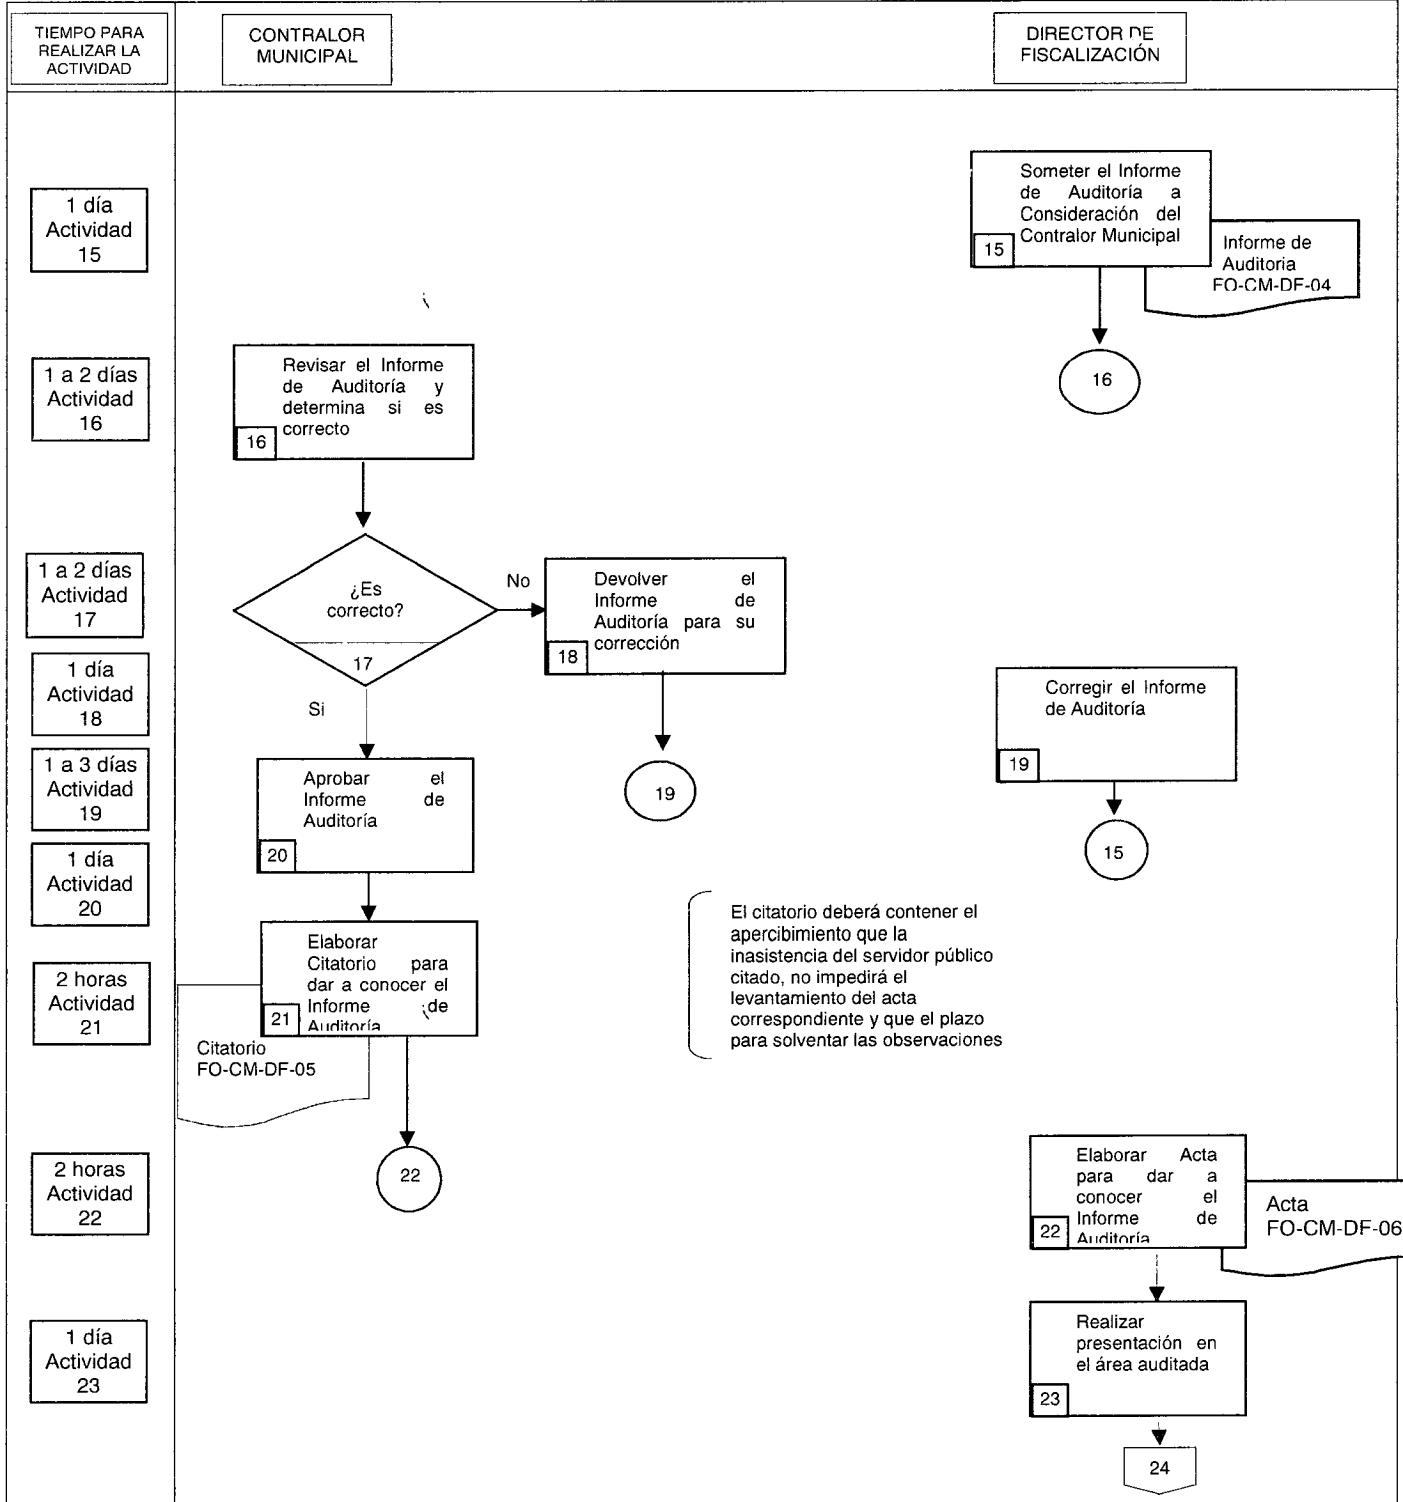 TIEMPO PARA
REALIZAR LA
ACTIVIDAD
CONTRALOR
MUNICIPAL
DIRECTOR DE
FISCALIZACIÓN
1 día
Actividad
15
Someter el Informe
de Auditoría a
Consideración del
Contralor Municipal
15
Informe de
Auditoria
FO-CM-DF-04
1 a 2 días
Actividad
16
Revisar el Informe
de Auditoría y
determina si es
correcto
16
16
1 a 2 días
Actividad
17
¿Es
correcto?
17
No
Devolver el
Informe de
Auditoría para su
corrección
18
1 día
Actividad
18
Si
Corregir el Informe
de Auditoría
19
1 a 3 días
Actividad
19
Aprobar el
Informe de
Auditoría
20
19
15
1 día
Actividad
20
El citatorio deberá contener el
apercibimiento que la
inasistencia del servidor público
citado, no impedirá el
levantamiento del acta
correspondiente y que el plazo
para solventar las observaciones
2 horas
Actividad
21
Elaborar
Citatorio para
dar a conocer el
Informe de
Auditoría
21
Citatorio
FO-CM-DF-05
22
2 horas
Actividad
22
Elaborar Acta
para dar a
conocer el
Informe de
Auditoría
22
Acta
FO-CM-DF-06
1 día
Actividad
23
Realizar
presentación en
el área auditada
23
24